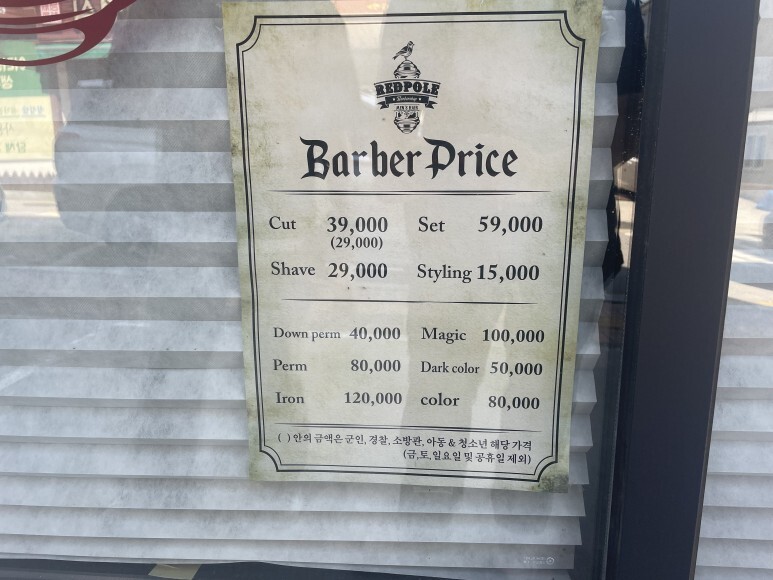 REDPOLE
Barber Price
Cut 39,000 Set 59,000
(29,000)
Shave 29,000 Styling 15,000
Down perm 40,000 Magic 100,000
Perm 80,000 Dark color 50,000
Iron 120,000 color 80,000
( ) 안의 금액은 군인, 경찰, 소방관, 아동 & 청소년 해당 가격
(금,토,일요일 및 공휴일 제외)